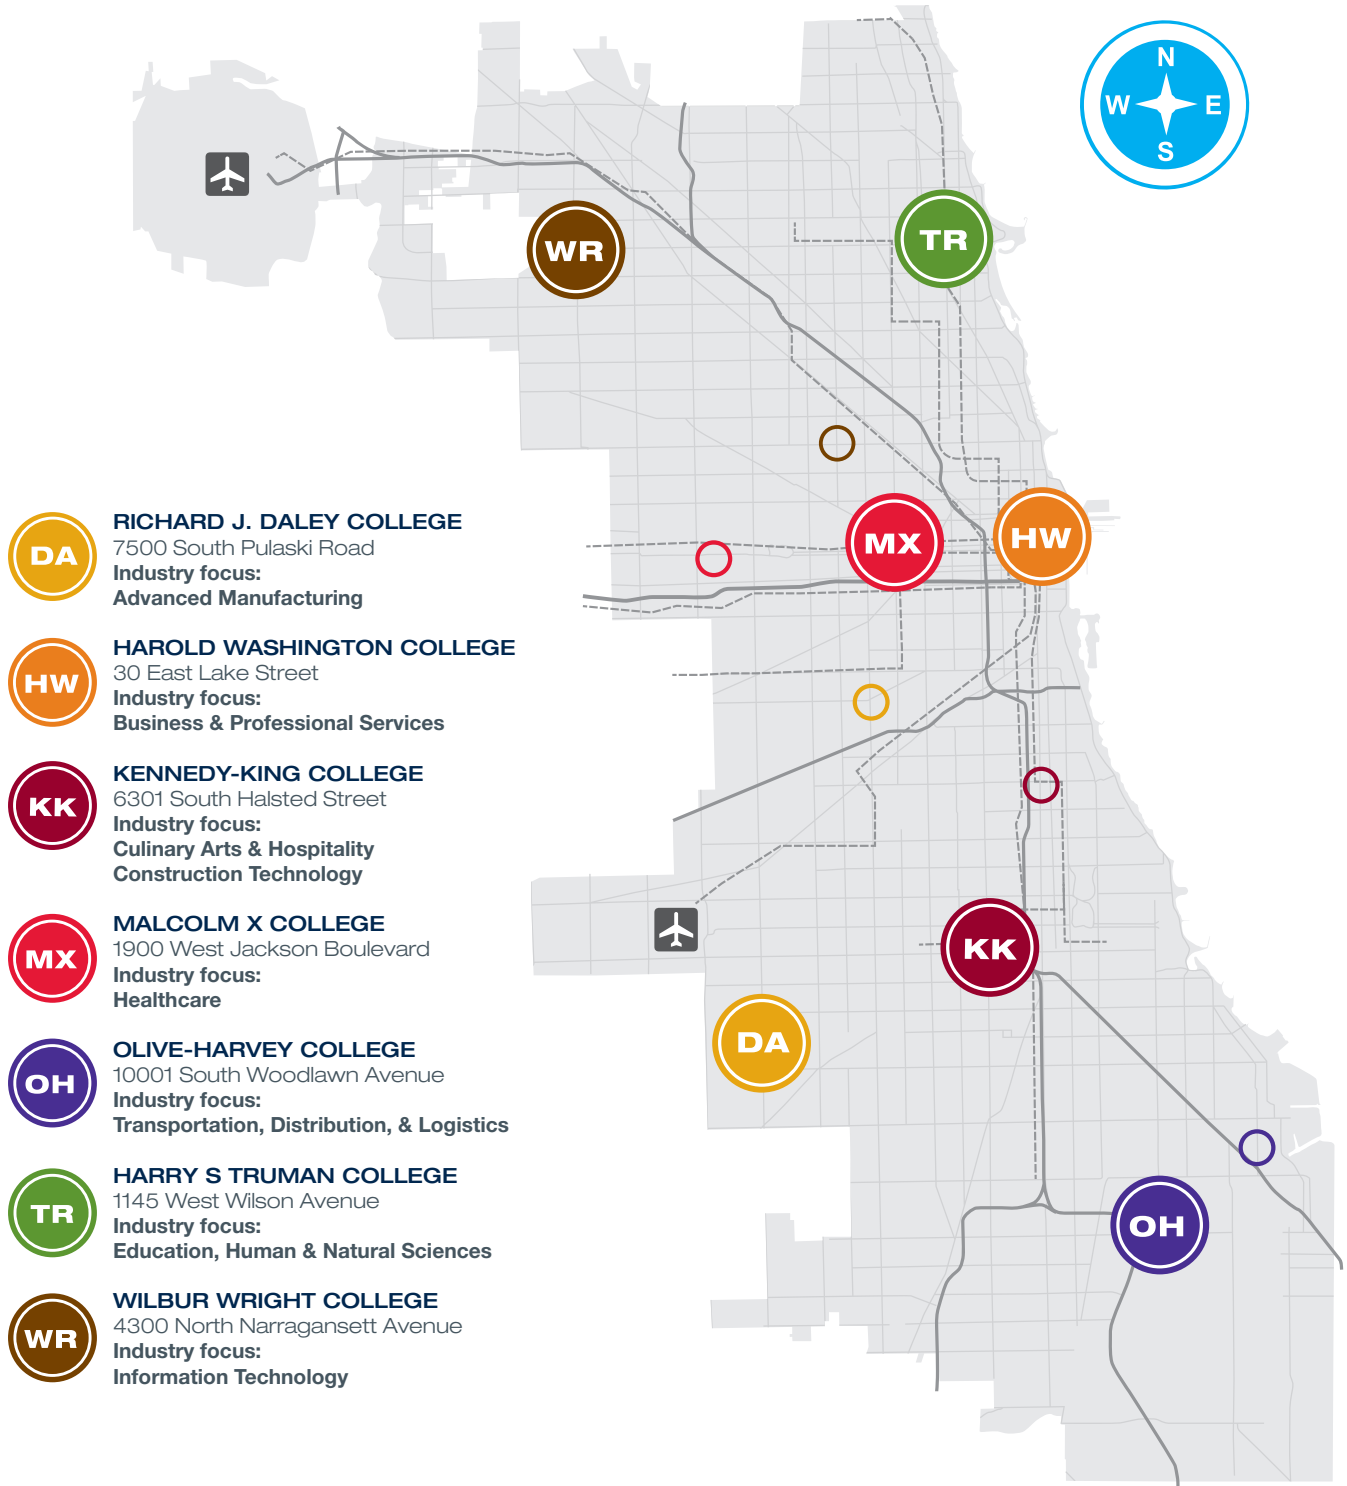 N
W E
S
WR
TR
MX
HW
KK
DA
OH
DA
RICHARD J. DALEY COLLEGE
7500 South Pulaski Road
Industry focus:
Advanced Manufacturing
HW
HAROLD WASHINGTON COLLEGE
30 East Lake Street
Industry focus:
Business & Professional Services
KK
KENNEDY-KING COLLEGE
6301 South Halsted Street
Industry focus:
Culinary Arts & Hospitality
Construction Technology
MX
MALCOLM X COLLEGE
1900 West Jackson Boulevard
Industry focus:
Healthcare
OH
OLIVE-HARVEY COLLEGE
10001 South Woodlawn Avenue
Industry focus:
Transportation, Distribution, & Logistics
TR
HARRY S TRUMAN COLLEGE
1145 West Wilson Avenue
Industry focus:
Education, Human & Natural Sciences
WR
WILBUR WRIGHT COLLEGE
4300 North Narragansett Avenue
Industry focus:
Information Technology